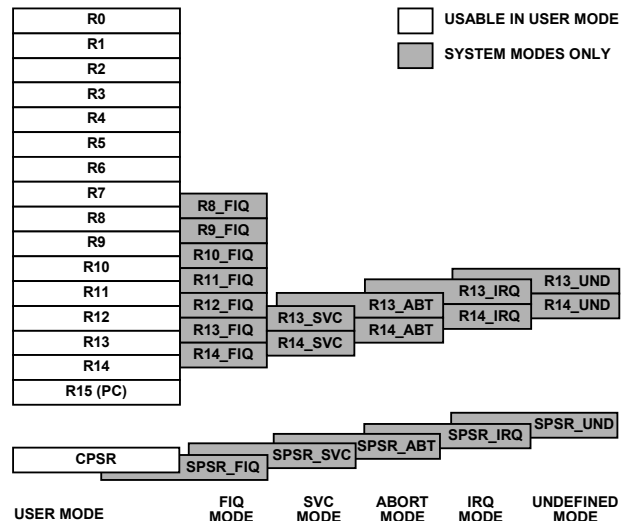 R0
R1
R2
R3
R4
R5
R6
R7
R8
R9
R10
R11
R12
R13
R14
R15 (PC)
CPSR
USABLE IN USER MODE
SYSTEM MODES ONLY
R8_FIQ
R9_FIQ
R10_FIQ
R11_FIQ
R12_FIQ
R13_FIQ
R14_FIQ
R13_SVC
R14_SVC
R13_ABT
R14_ABT
R13_IRQ
R14_IRQ
R13_UND
R14_UND
SPSR_FIQ
SPSR_SVC
SPSR_ABT
SPSR_IRQ
SPSR_UND
USER MODE
FIQ
MODE
SVC
MODE
ABORT
MODE
IRQ
MODE
UNDEFINED
MODE